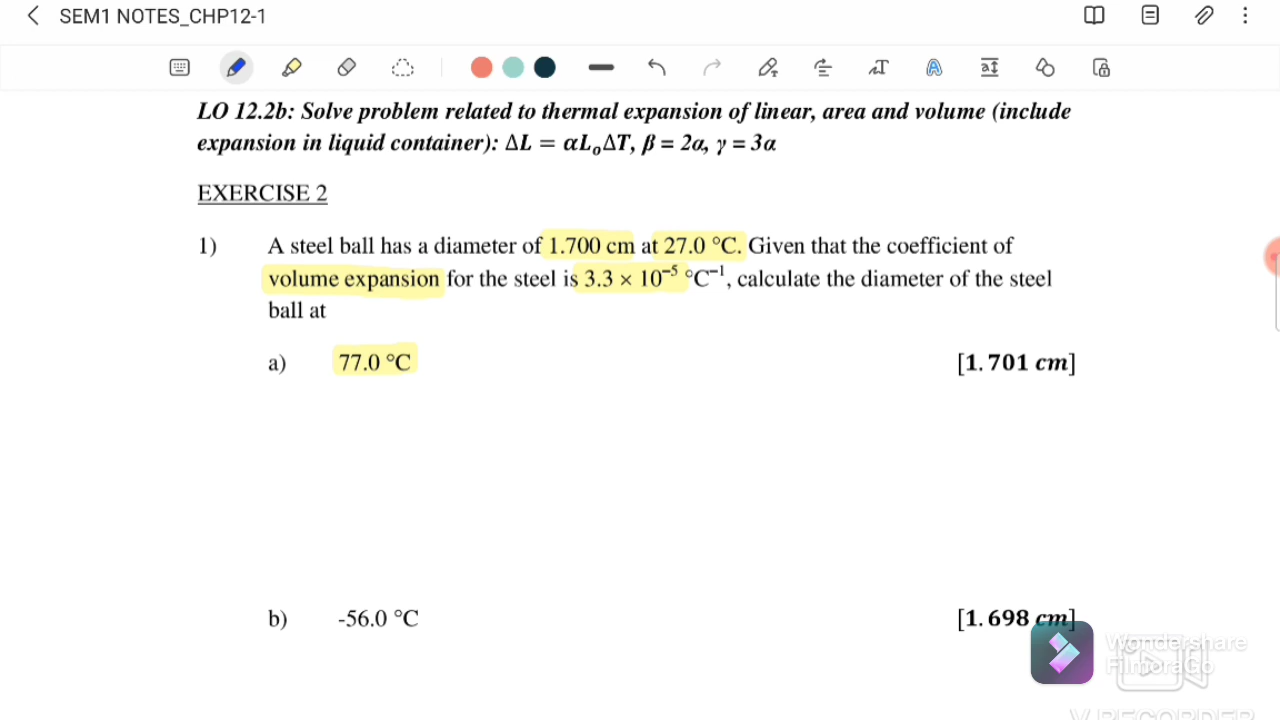 SEM1 NOTES_CHP12-1
LO 12.2b: Solve problem related to thermal expansion of linear, area and volume (include
expansion in liquid container): ΔL = αLₒΔT, β = 2α, γ = 3α
EXERCISE 2
1) A steel ball has a diameter of 1.700 cm at 27.0 °C. Given that the coefficient of
volume expansion for the steel is 3.3 × 10⁻⁵ °C⁻¹, calculate the diameter of the steel
ball at
a) 77.0 °C [1.701 cm]
b) -56.0 °C [1.698 cm]
Wondershare
FilmoraGo
V RECORDER